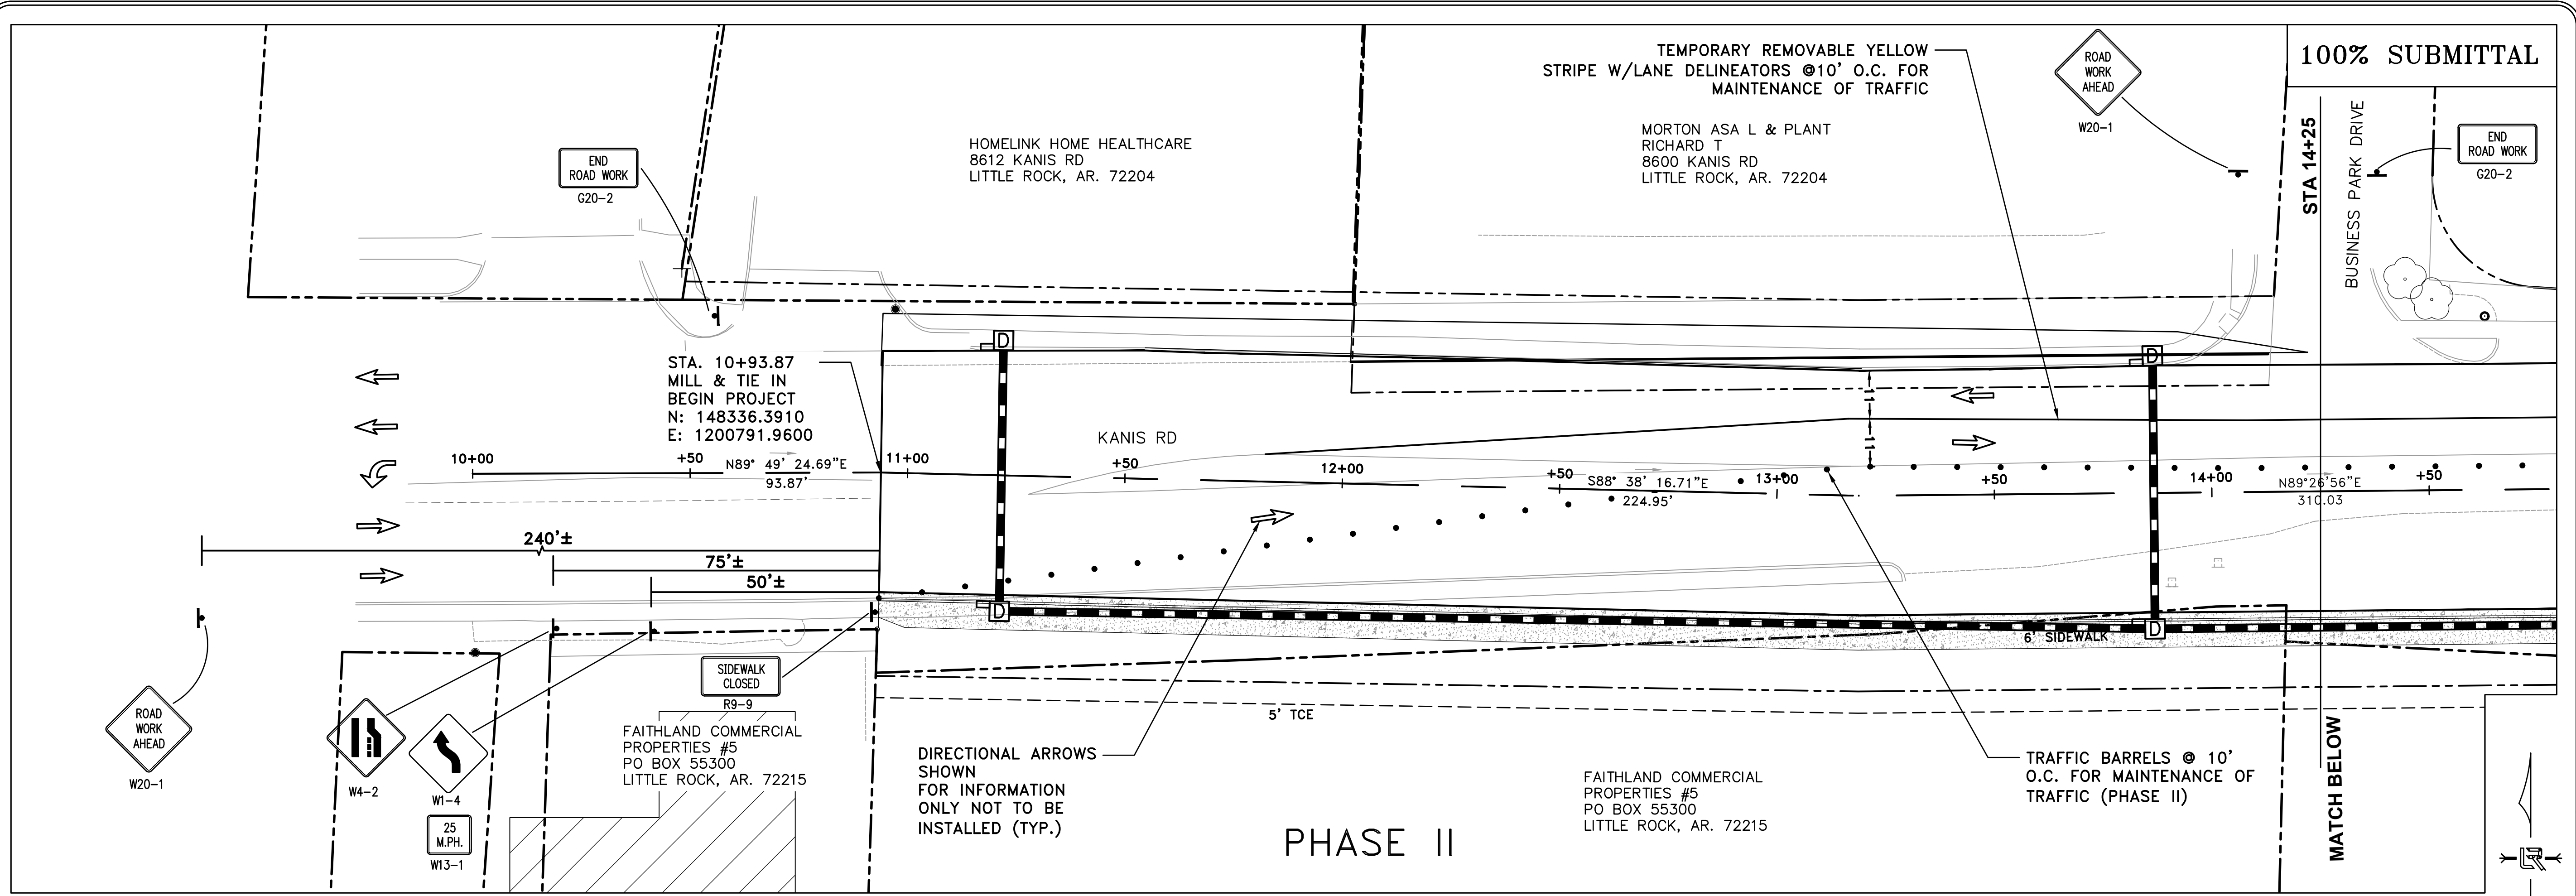 100% SUBMITTAL
TEMPORARY REMOVABLE YELLOW
STRIPE W/LANE DELINEATORS @10' O.C. FOR
MAINTENANCE OF TRAFFIC
ROAD
WORK
AHEAD
W20-1
STA 14+25
BUSINESS PARK DRIVE
END
ROAD WORK
G20-2
END
ROAD WORK
G20-2
HOMELINK HOME HEALTHCARE
8612 KANIS RD
LITTLE ROCK, AR. 72204
MORTON ASA L & PLANT
RICHARD T
8600 KANIS RD
LITTLE ROCK, AR. 72204
D
D
STA. 10+93.87
MILL & TIE IN
BEGIN PROJECT
N: 148336.3910
E: 1200791.9600
11'
11'
KANIS RD
10+00
+50
11+00
+50
12+00
+50
13+00
+50
14+00
+50
N89° 49' 24.69"E
93.87'
S88° 38' 16.71"E
224.95'
N89°26'56"E
310.03
240'±
75'±
50'±
D
D
6' SIDEWALK
SIDEWALK
CLOSED
R9-9
5' TCE
ROAD
WORK
AHEAD
W20-1
W4-2
W1-4
25
M.PH.
W13-1
FAITHLAND COMMERCIAL
PROPERTIES #5
PO BOX 55300
LITTLE ROCK, AR. 72215
DIRECTIONAL ARROWS
SHOWN
FOR INFORMATION
ONLY NOT TO BE
INSTALLED (TYP.)
FAITHLAND COMMERCIAL
PROPERTIES #5
PO BOX 55300
LITTLE ROCK, AR. 72215
TRAFFIC BARRELS @ 10'
O.C. FOR MAINTENANCE OF
TRAFFIC (PHASE II)
MATCH BELOW
PHASE II
LR